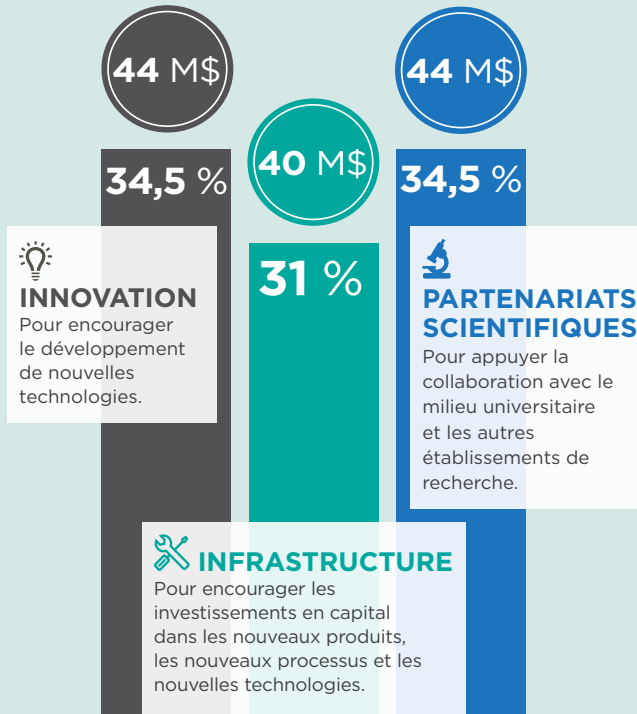 44 M$
34,5 %
INNOVATION
Pour encourager
le développement
de nouvelles
technologies.
40 M$
31 %
INFRASTRUCTURE
Pour encourager les
investissements en capital
dans les nouveaux produits,
les nouveaux processus et les
nouvelles technologies.
44 M$
34,5 %
PARTENARIATS
SCIENTIFIQUES
Pour appuyer la
collaboration avec le
milieu universitaire
et les autres
établissements de
recherche.